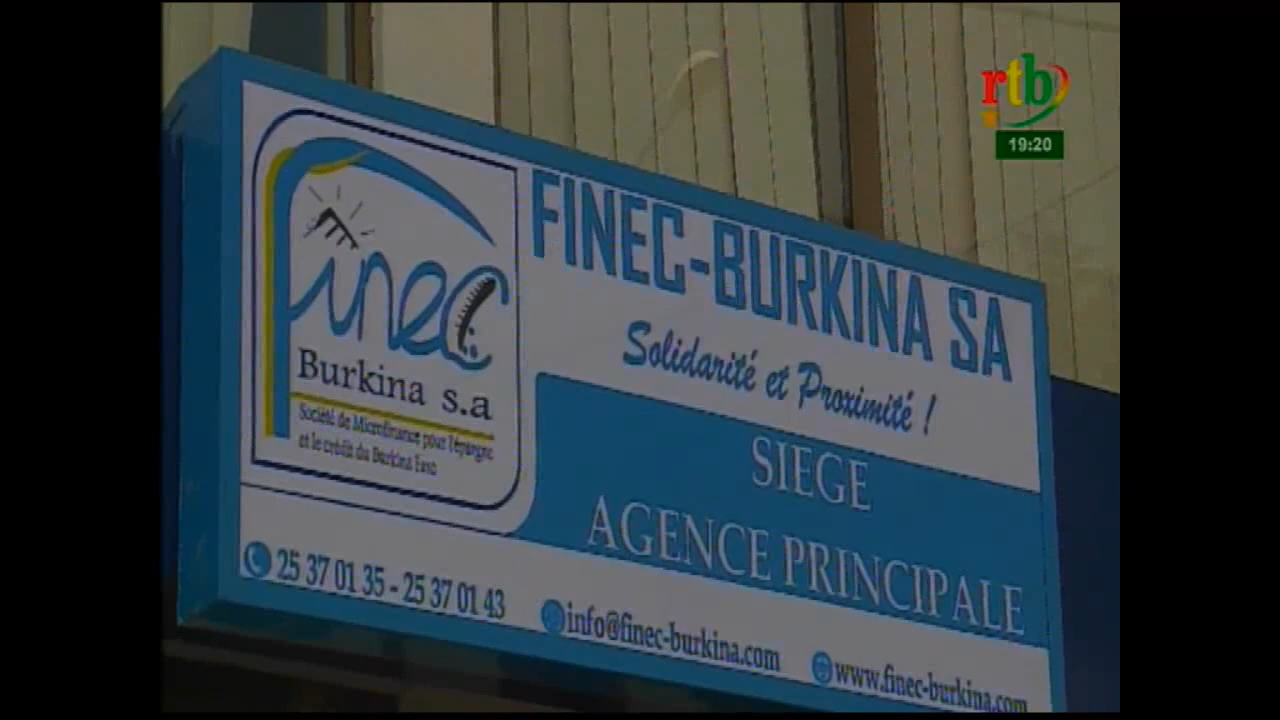 rtb
19:20
Finec
Burkina s.a
Société de Microfinance pour l'épargne
et le crédit du Burkina Faso
FINEC-BURKINA SA
Solidarité et Proximité !
SIEGE
AGENCE PRINCIPALE
25 37 01 35 - 25 37 01 43
info@finec-burkina.com
www.finec-burkina.com